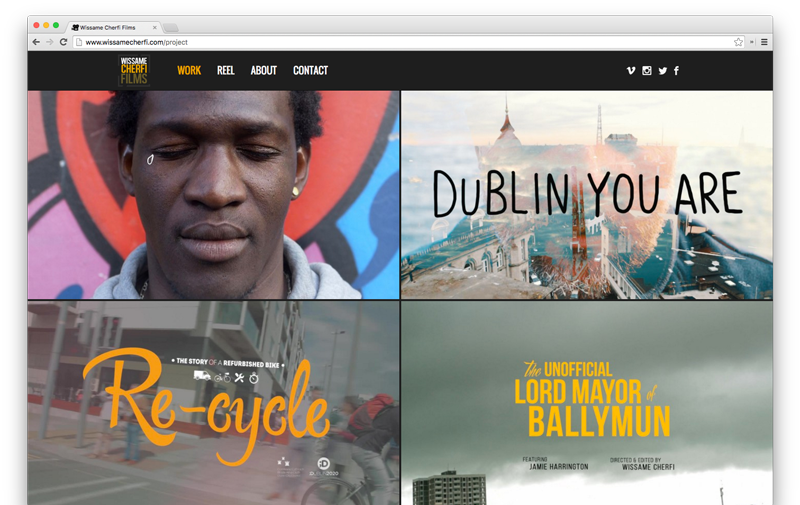 Wissame Cherfi Films
www.wissamecherfi.com/project
WISSAME
CHERFI
FILMS
WORK REEL ABOUT CONTACT
DUBLIN YOU ARE
THE STORY OF A REFURBISHED BIKE
Re-cycle
The UNOFFICIAL
LORD MAYOR of
BALLYMUN
FEATURING
JAMIE HARRINGTON
DIRECTED & EDITED BY
WISSAME CHERFI